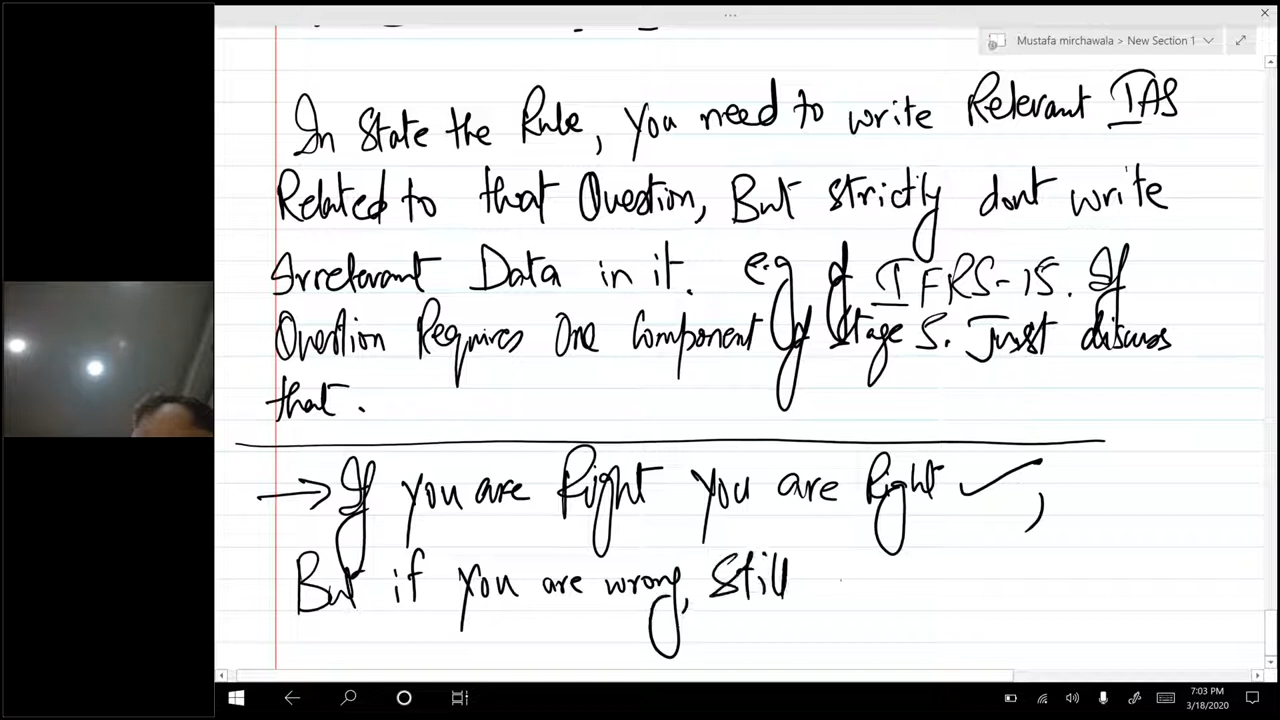 Mustafa mirchawala > New Section 1
In State the Rule, you need to write Relevant IAS
Related to that Question, But strictly dont write
Irrelevant Data in it. e.g of IFRS-15. If
Question Requires one component of stage 5. Just discuss
that.
→ If you are Right you are Right ✓,
But if you are wrong, Still
7:03 PM
3/18/2020